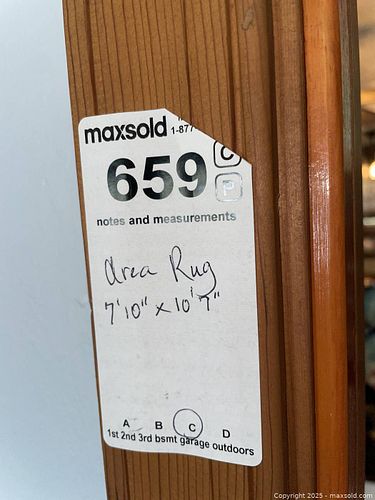 maxsold
1-877
659
C
P
notes and measurements
Area Rug
7'10" x 10'7"
A B C D
1st 2nd 3rd bsmt garage outdoors
Copyright 2025 - maxsold.com